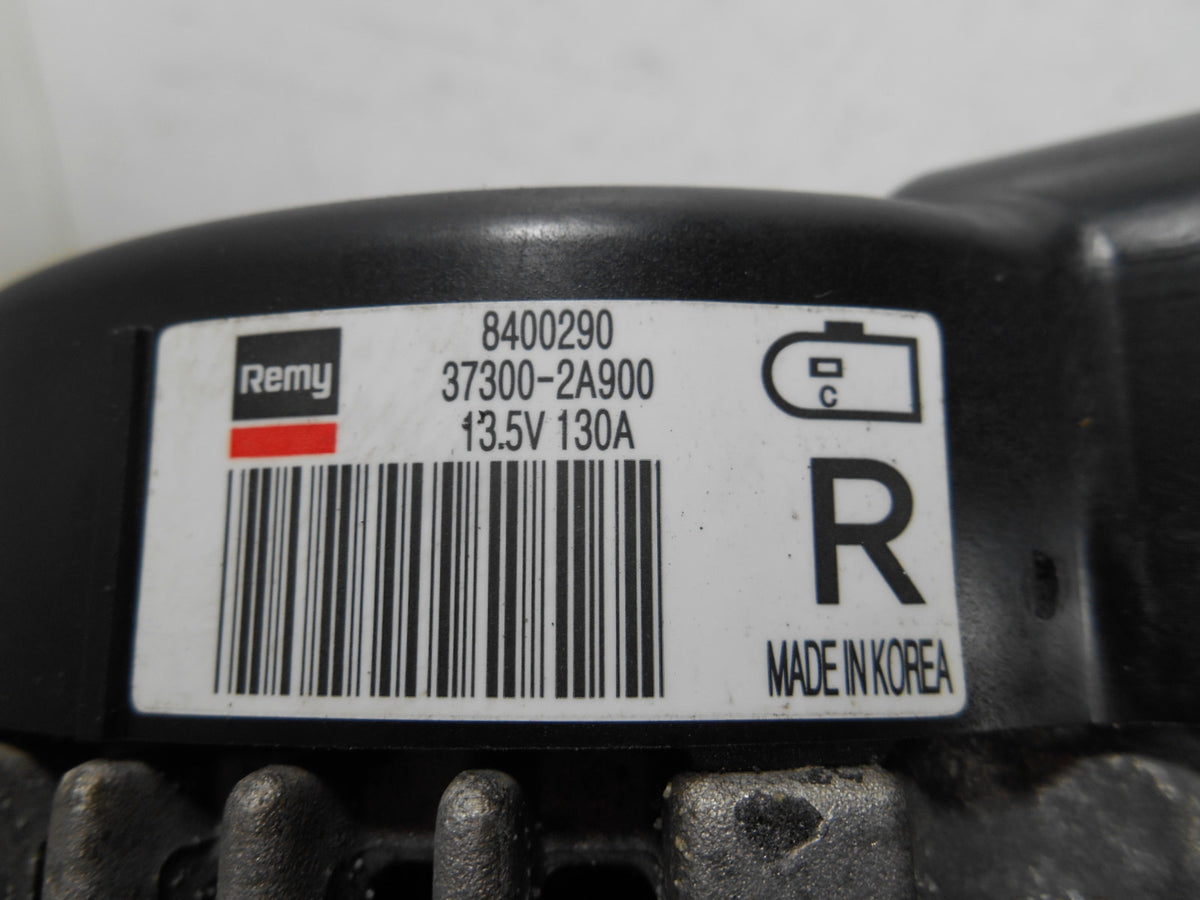 Remy
8400290
37300-2A900
13.5V 130A
C
R
MADE IN KOREA